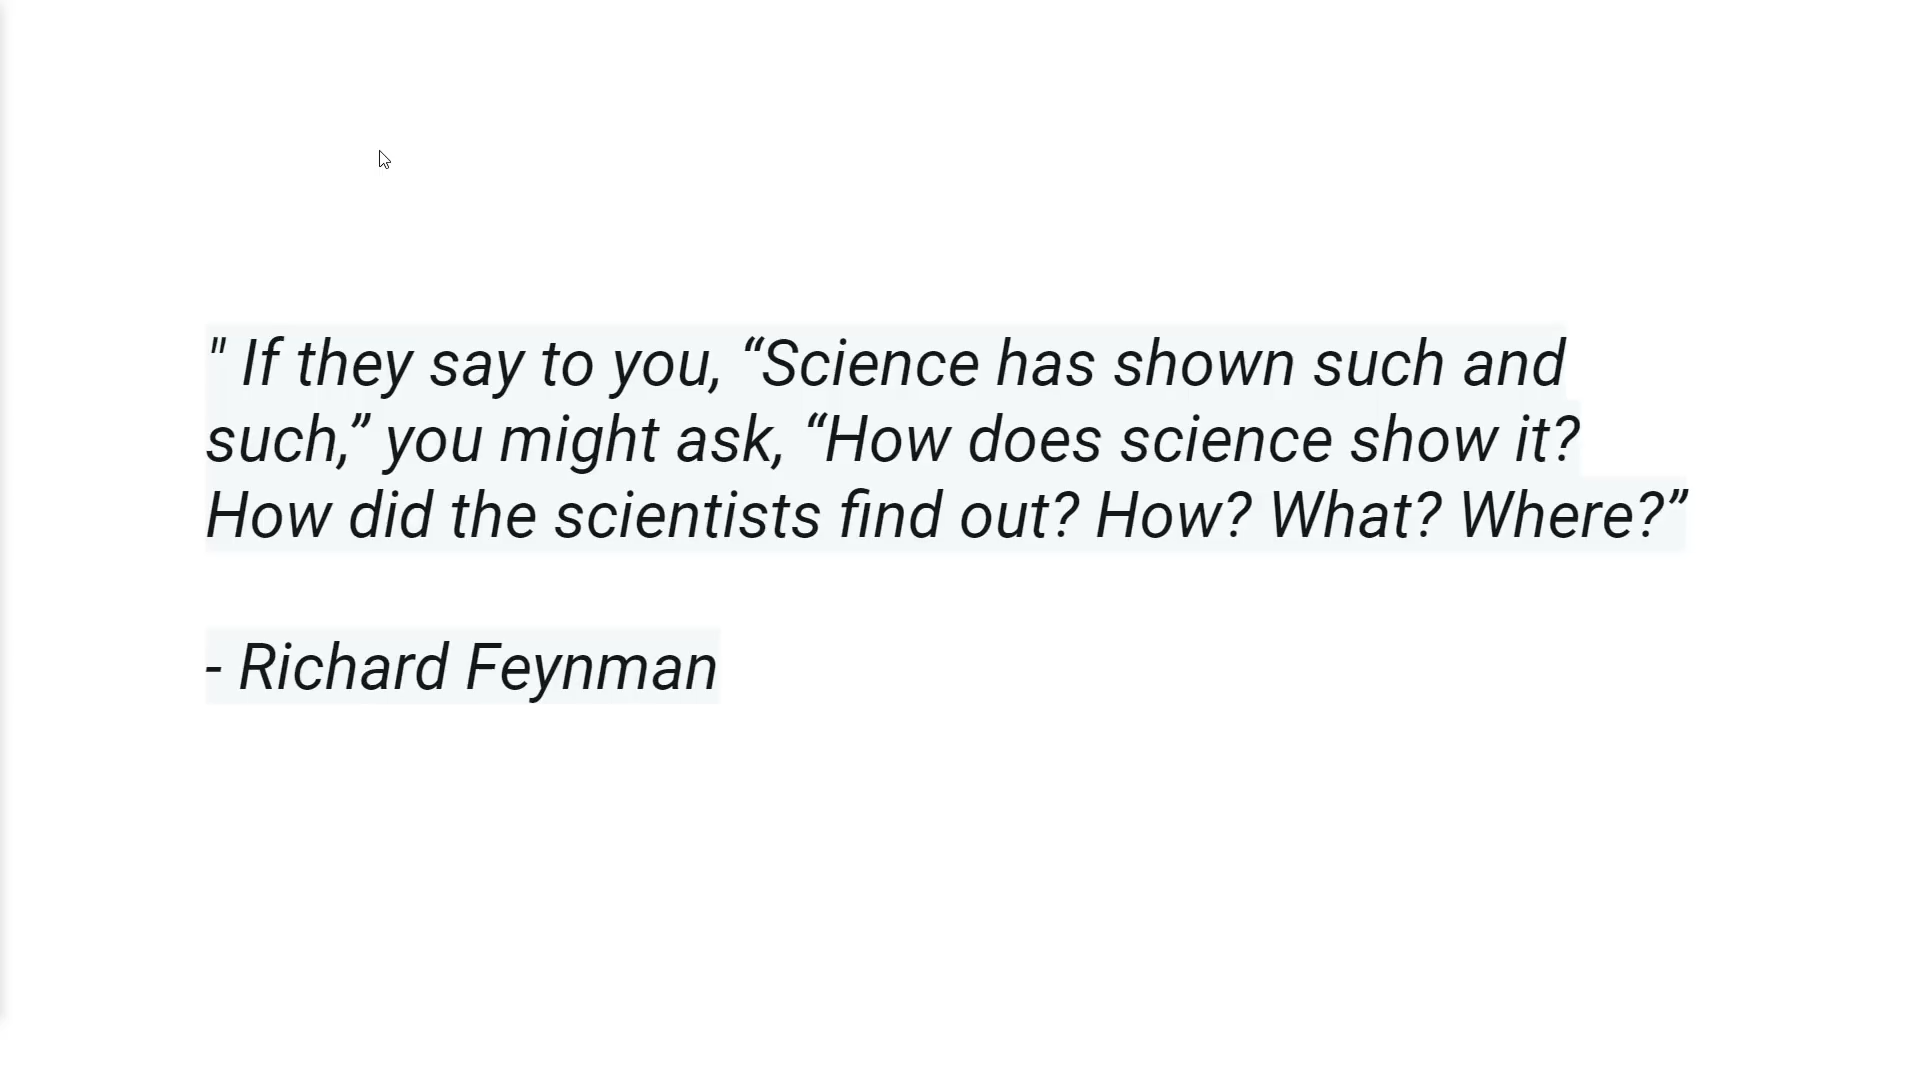 " If they say to you, “Science has shown such and
such,” you might ask, “How does science show it?
How did the scientists find out? How? What? Where?”
- Richard Feynman